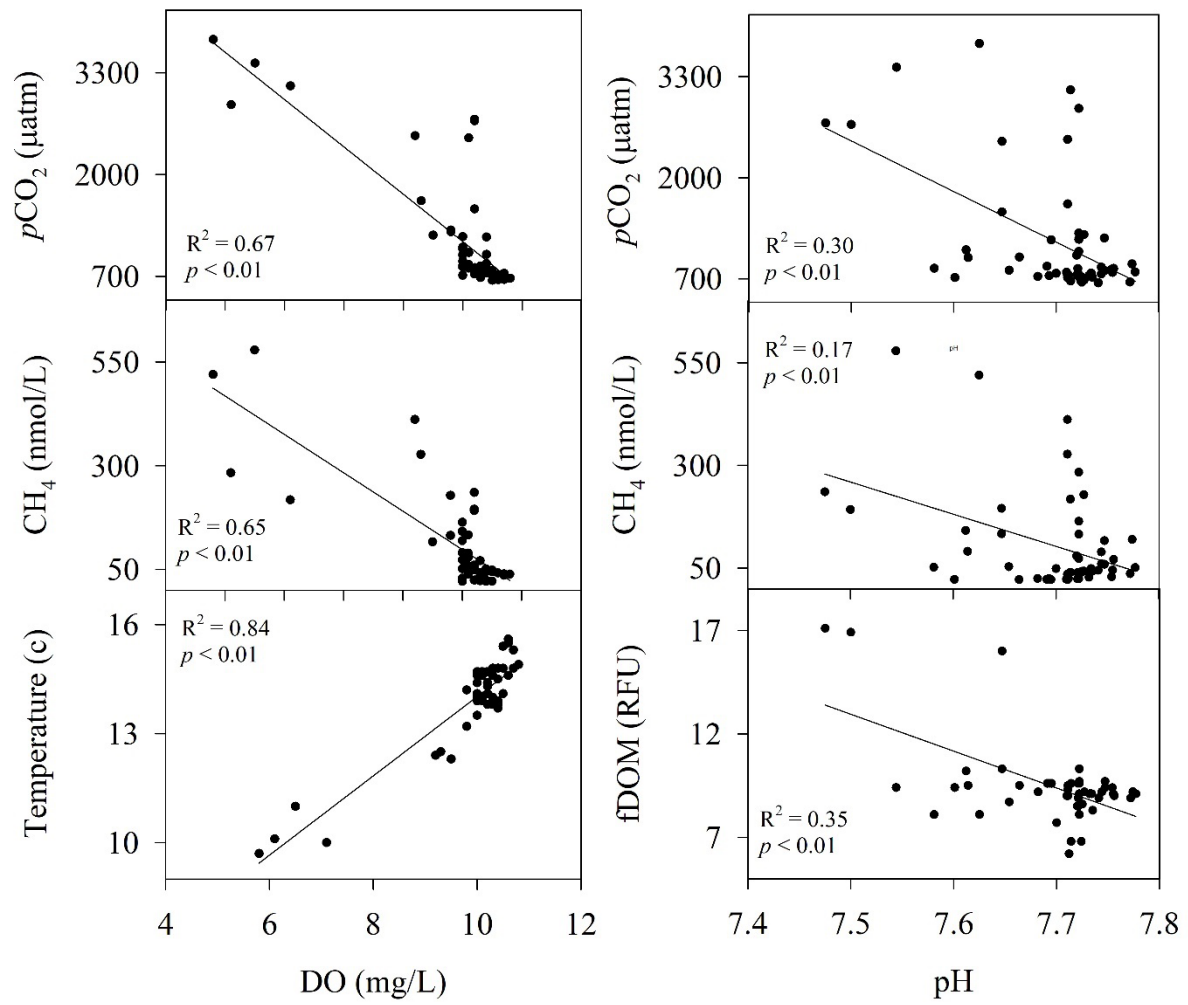 pCO2 (μatm)
3300
2000
700
R2 = 0.67
p < 0.01
pCO2 (μatm)
3300
2000
700
R2 = 0.30
p < 0.01
CH4 (nmol/L)
550
300
50
R2 = 0.65
p < 0.01
CH4 (nmol/L)
550
300
50
R2 = 0.17
p < 0.01
pH
Temperature (c)
16
13
10
R2 = 0.84
p < 0.01
4 6 8 10 12
DO (mg/L)
fDOM (RFU)
17
12
7
R2 = 0.35
p < 0.01
7.4 7.5 7.6 7.7 7.8
pH